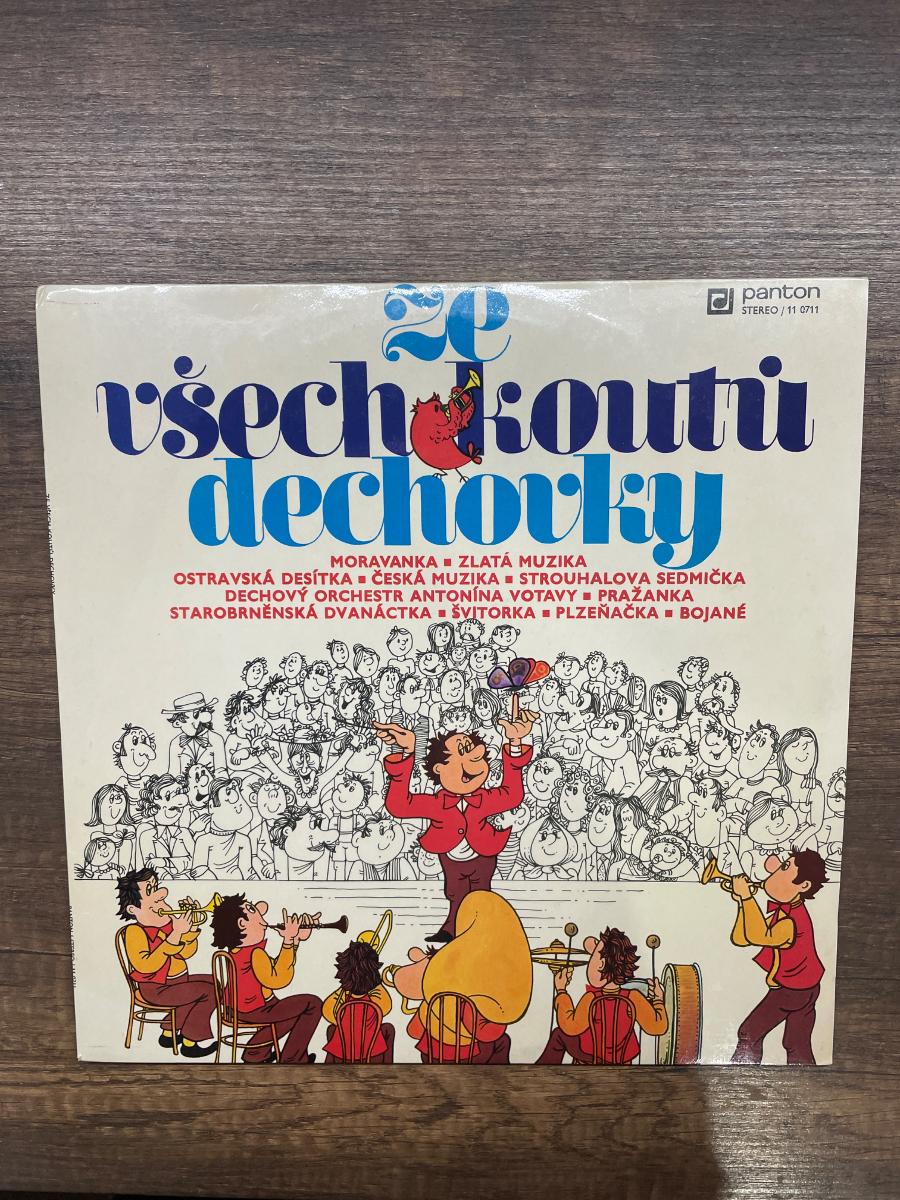 ze
všech koutů
dechovky
panton
STEREO / 11 0711
MORAVANKA ▪ ZLATÁ MUZIKA
OSTRAVSKÁ DESÍTKA ▪ ČESKÁ MUZIKA ▪ STROUHALOVA SEDMIČKA
DECHOVÝ ORCHESTR ANTONÍNA VOTAVY ▪ PRAŽANKA
STAROBRNĚNSKÁ DVANÁCTKA ▪ ŠVITORKA ▪ PLZEŇAČKA ▪ BOJANÉ